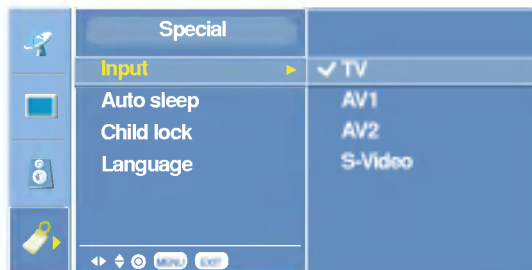 Special
Input
Auto sleep
Child lock
Language
TV
AV1
AV2
S-Video
MENU EXIT